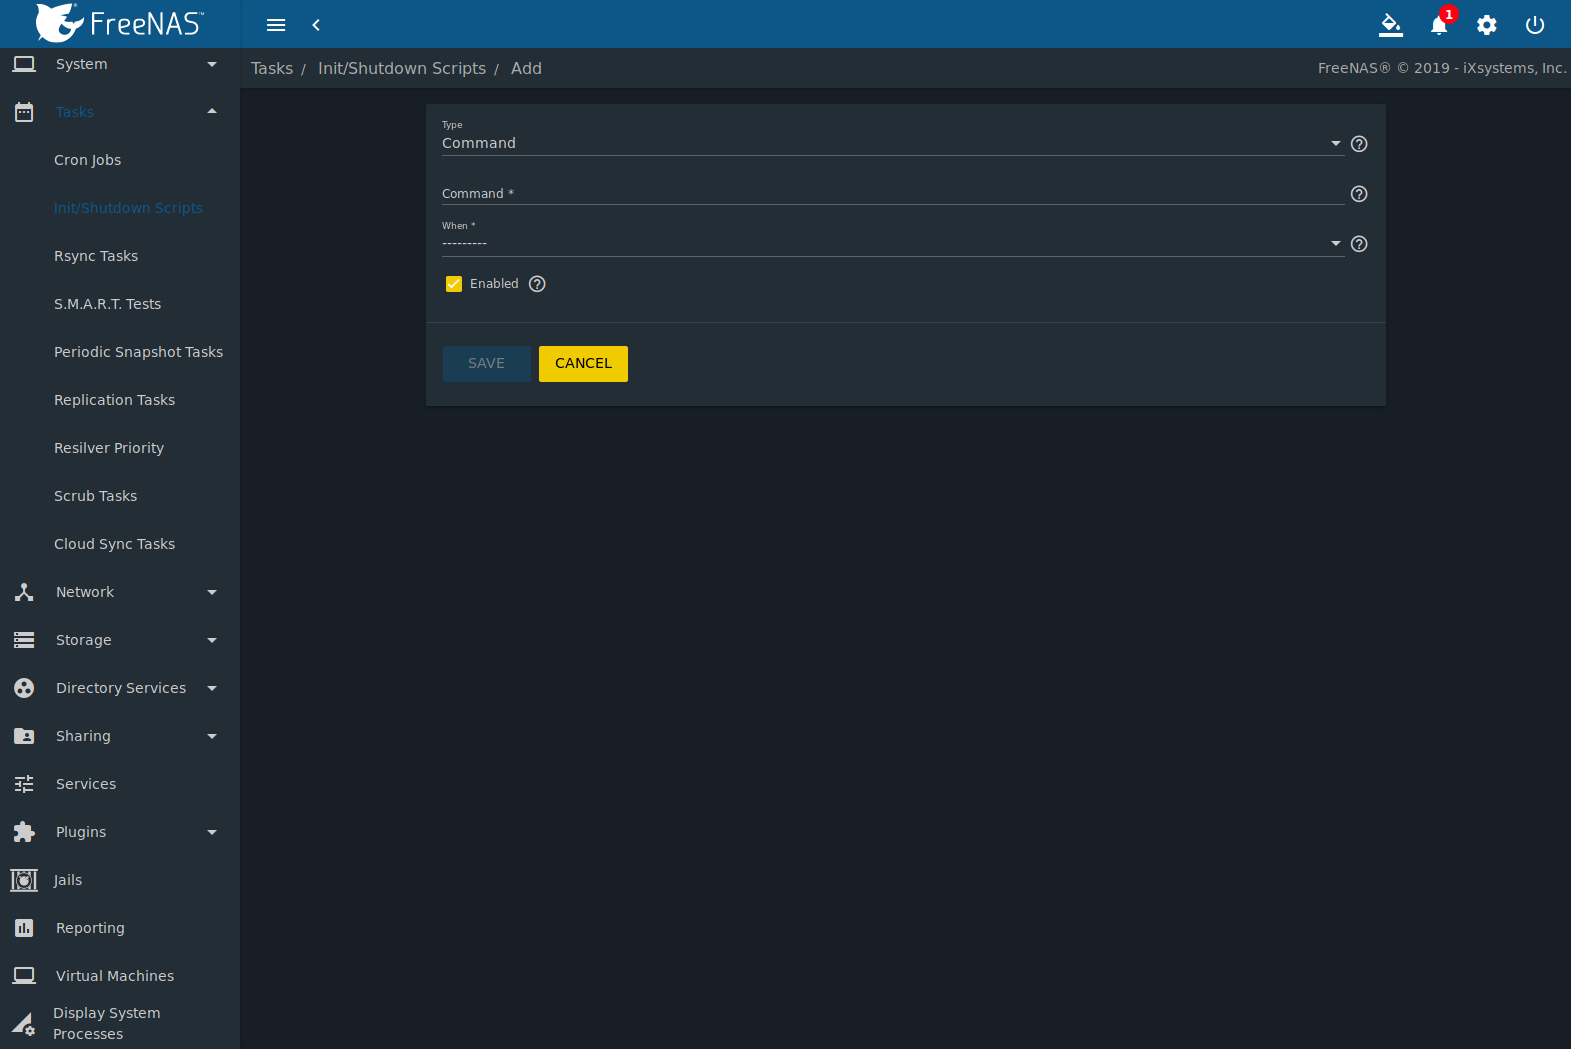 FreeNAS™
1
System
Tasks / Init/Shutdown Scripts / Add
FreeNAS® © 2019 - iXsystems, Inc.
Tasks
Cron Jobs
Init/Shutdown Scripts
Rsync Tasks
S.M.A.R.T. Tests
Periodic Snapshot Tasks
Replication Tasks
Resilver Priority
Scrub Tasks
Cloud Sync Tasks
Network
Storage
Directory Services
Sharing
Services
Plugins
Jails
Reporting
Virtual Machines
Display System
Processes
Type
Command
Command *
When *
---------
Enabled
SAVE
CANCEL